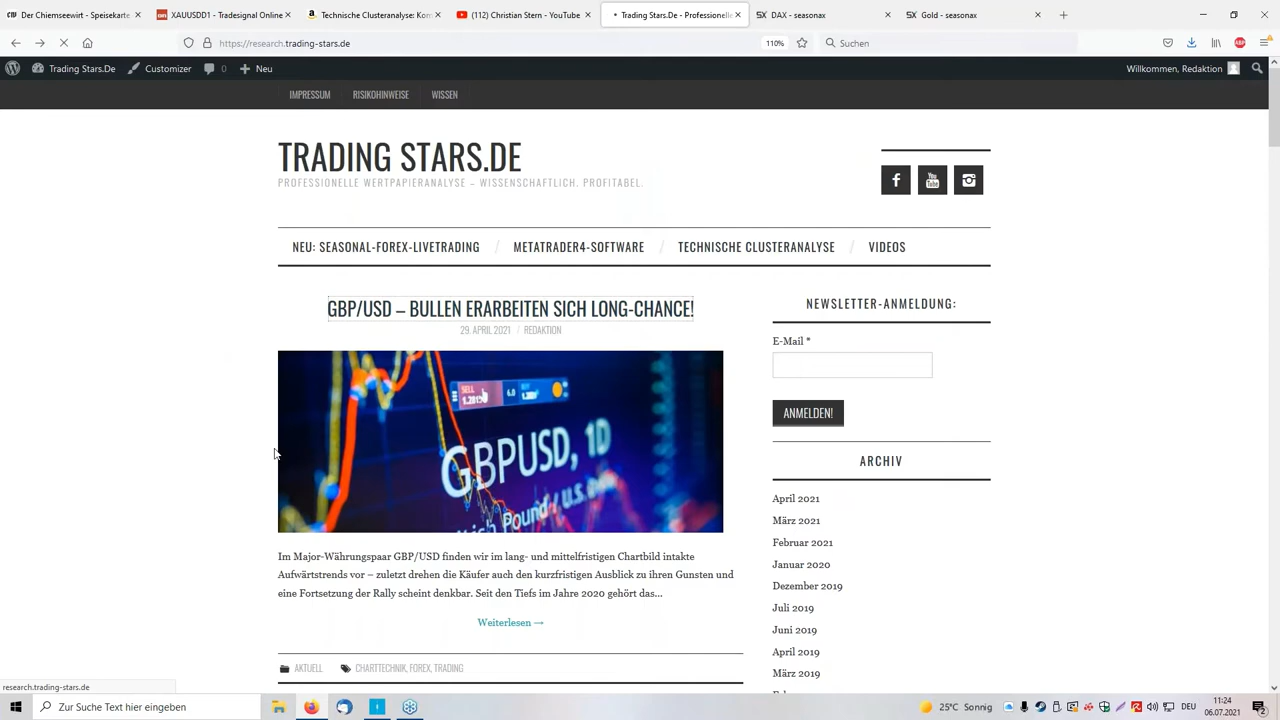 Der Chiemseewirt - Speisekarte
XAUUSDD1 - Tradesignal Online
Technische Clusteranalyse: Kom
(112) Christian Stern - YouTube
Trading Stars.De - Professionelle
DAX - seasonax
Gold - seasonax
https://research.trading-stars.de
110%
Suchen
Trading Stars.De
Customizer
0
Neu
Willkommen, Redaktion
IMPRESSUM
RISIKOHINWEISE
WISSEN
TRADING STARS.DE
PROFESSIONELLE WERTPAPIERANALYSE – WISSENSCHAFTLICH. PROFITABEL.
NEU: SEASONAL-FOREX-LIVETRADING / METATRADER4-SOFTWARE / TECHNISCHE CLUSTERANALYSE / VIDEOS
GBP/USD – BULLEN ERARBEITEN SICH LONG-CHANCE!
29. APRIL 2021 / REDAKTION
SELL
GBPUSD, 1D
Pound / U.S.
Im Major-Währungspaar GBP/USD finden wir im lang- und mittelfristigen Chartbild intakte
Aufwärtstrends vor – zuletzt drehen die Käufer auch den kurzfristigen Ausblick zu ihren Gunsten und
eine Fortsetzung der Rally scheint denkbar. Seit den Tiefs im Jahre 2020 gehört das...
Weiterlesen →
AKTUELL
CHARTTECHNIK, FOREX, TRADING
NEWSLETTER-ANMELDUNG:
E-Mail *
ANMELDEN!
ARCHIV
April 2021
März 2021
Februar 2021
Januar 2020
Dezember 2019
Juli 2019
Juni 2019
April 2019
März 2019
research.trading-stars.de
Zur Suche Text hier eingeben
25°C Sonnig
DEU
11:24
06.07.2021